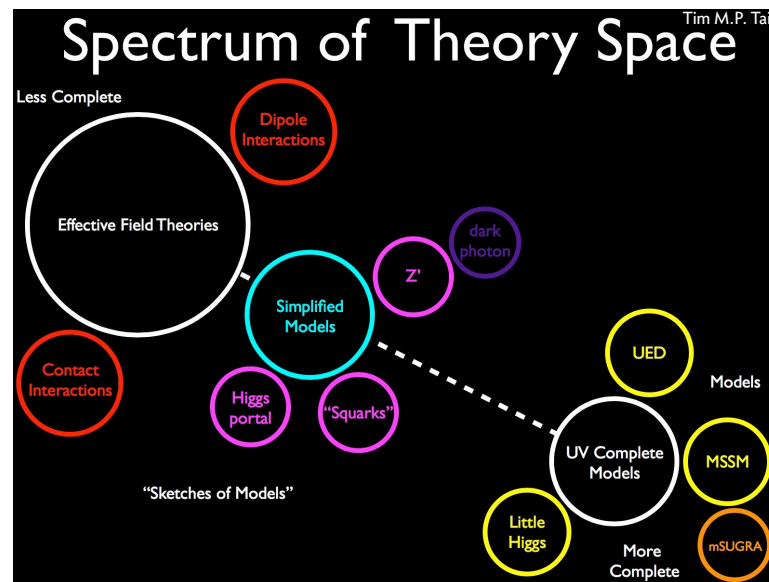 Tim M.P. Tai
Spectrum of Theory Space
Less Complete
Dipole
Interactions
Effective Field Theories
dark
photon
Z'
Simplified
Models
UED
Contact
Interactions
Models
Higgs
portal
“Squarks”
UV Complete
Models
MSSM
“Sketches of Models”
Little
Higgs
mSUGRA
More
Complete